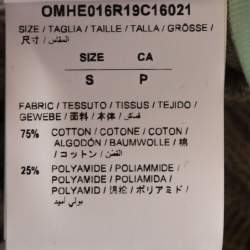 OMHE016R19C16021
SIZE / TAGLIA / TAILLE / TALLA / GRÖSSE /
尺寸 / المقاس /
SIZE CA
S P
FABRIC / TESSUTO / TISSUS / TEJIDO /
GEWEBE / 面料 / 本体 / قماش /
75% COTTON / COTONE / COTON /
ALGODÓN / BAUMWOLLE / 棉
/ コットン / القطن /
25% POLYAMIDE / POLIAMMIDE /
POLYAMIDE / POLIAMIDA /
POLYAMID / 锦纶 / ポリアミド /
بولي أميد